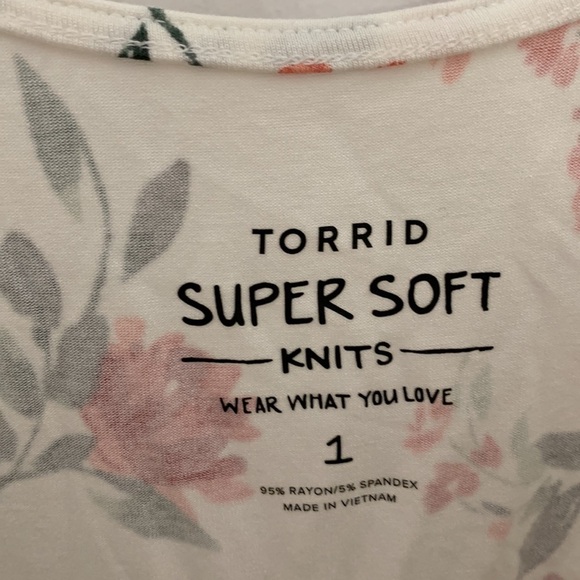 TORRID
SUPER SOFT
KNITS
WEAR WHAT YOU LOVE
1
95% RAYON/5% SPANDEX
MADE IN VIETNAM